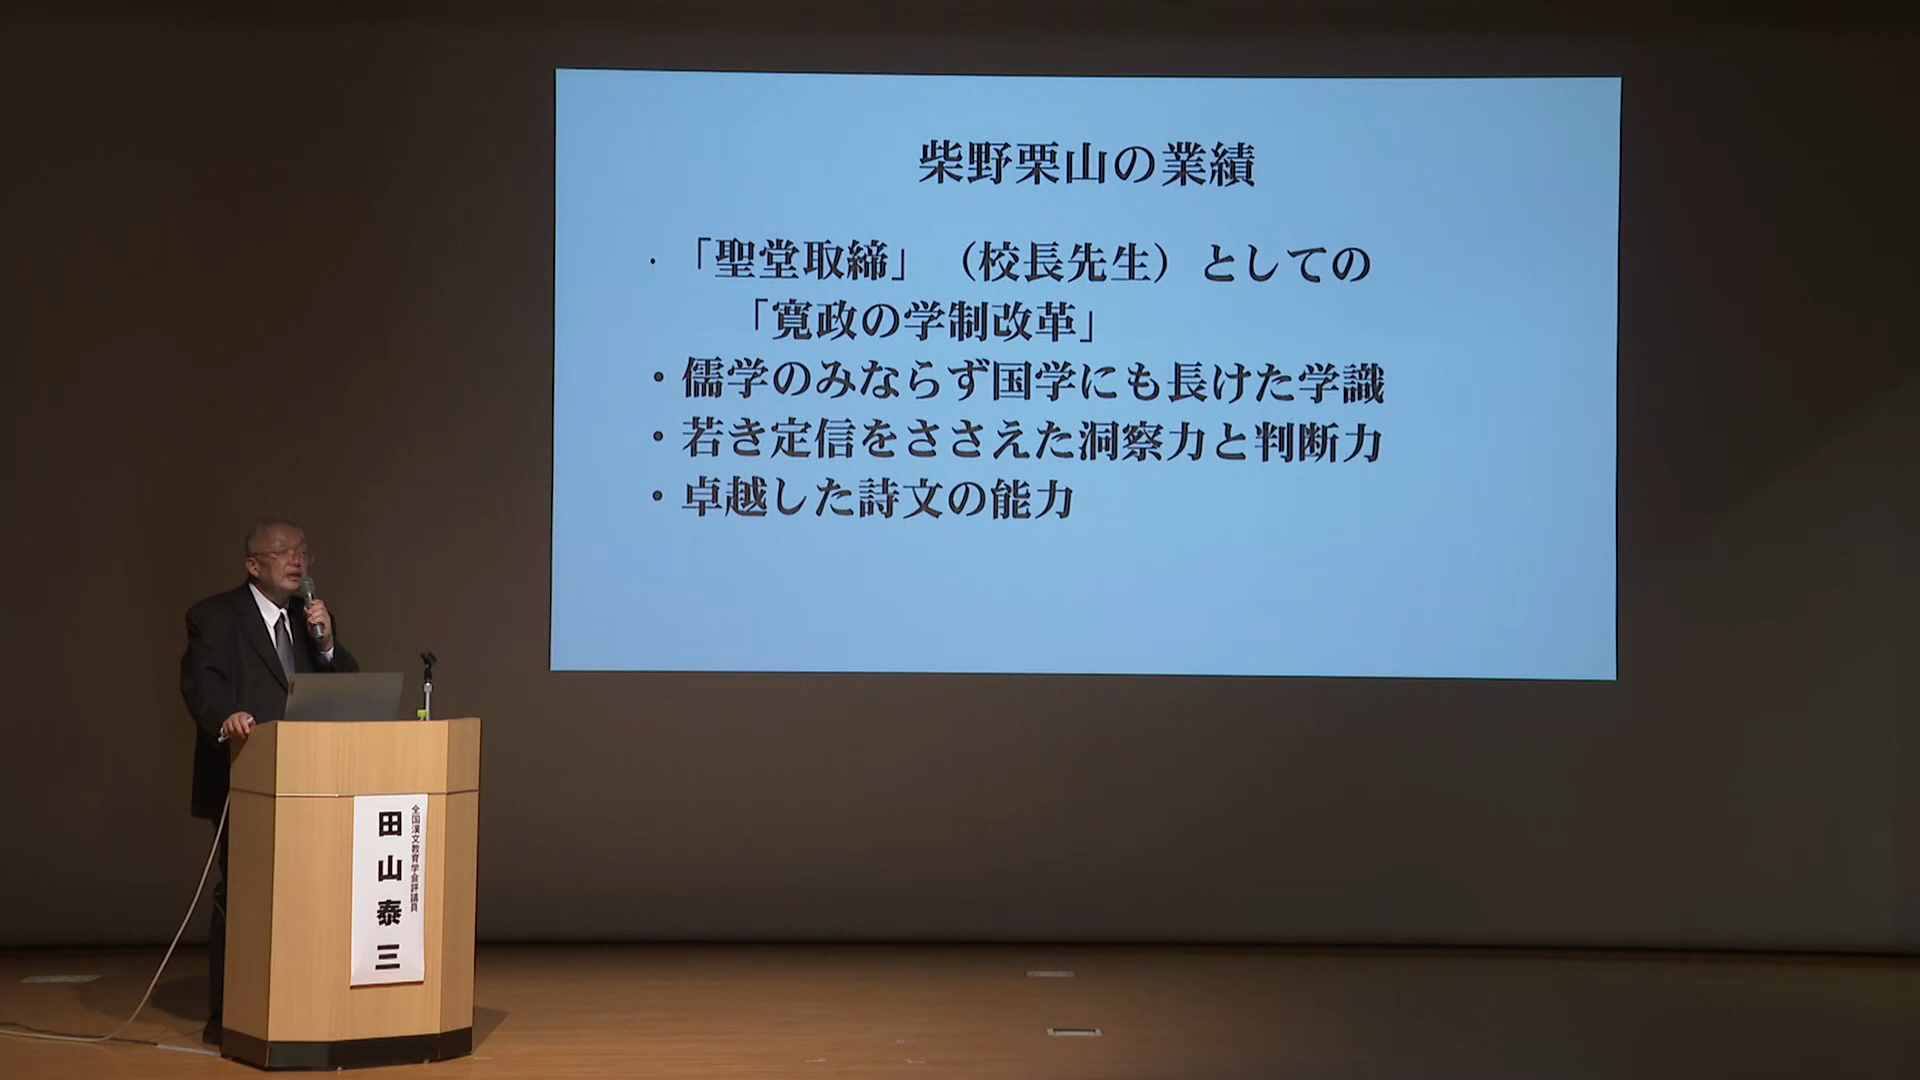 柴野栗山の業績
・「聖堂取締」（校長先生）としての
「寛政の学制改革」
・儒学のみならず国学にも長けた学識
・若き定信をささえた洞察力と判断力
・卓越した詩文の能力
全国漢文教育学会評議員
田山泰三